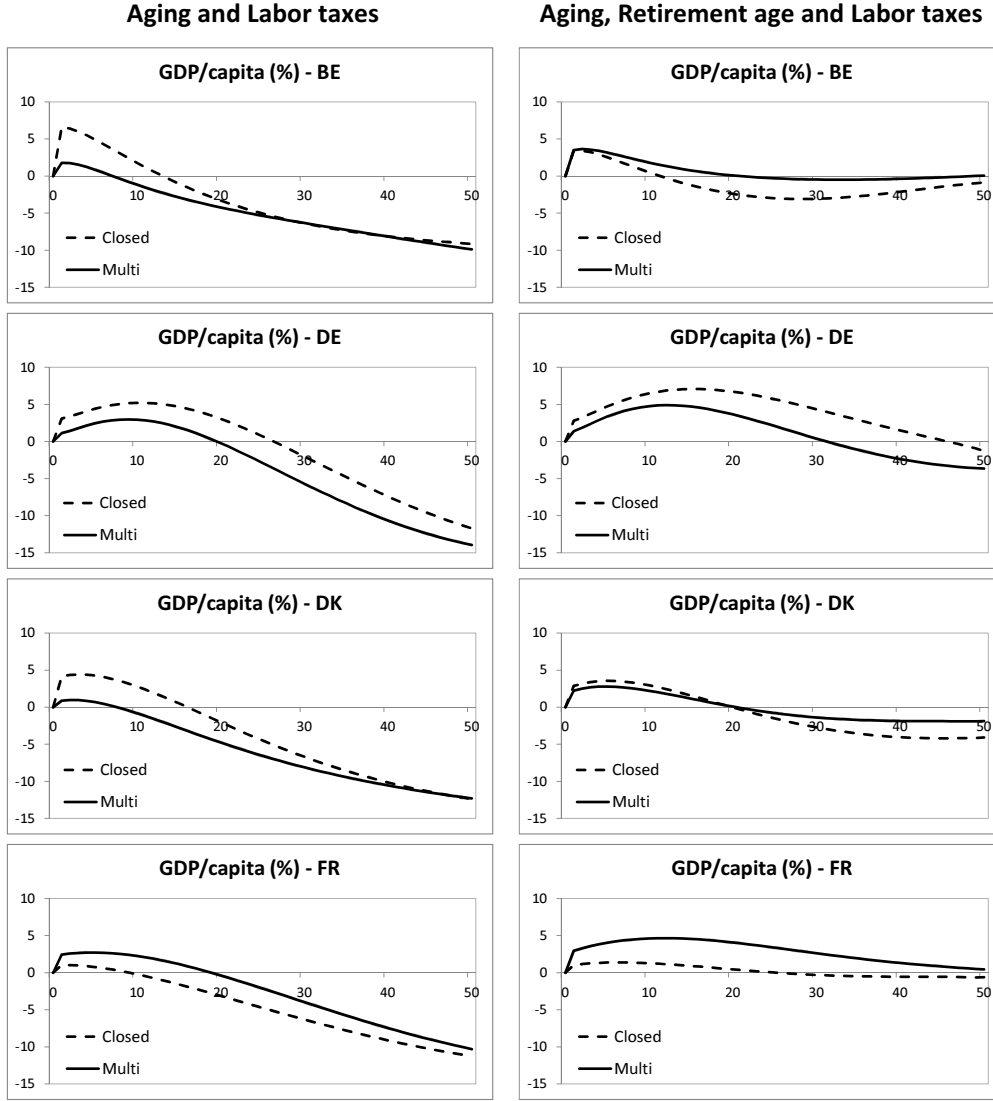 Aging and Labor taxes
Aging, Retirement age and Labor taxes
GDP/capita (%) - BE
10
5
0
0 10 20 30 40 50
-5
-10
-15
Closed
Multi
GDP/capita (%) - BE
10
5
0
0 10 20 30 40 50
-5
-10
-15
Closed
Multi
GDP/capita (%) - DE
10
5
0
0 10 20 30 40 50
-5
-10
-15
Closed
Multi
GDP/capita (%) - DE
10
5
0
0 10 20 30 40 50
-5
-10
-15
Closed
Multi
GDP/capita (%) - DK
10
5
0
0 10 20 30 40 50
-5
-10
-15
Closed
Multi
GDP/capita (%) - DK
10
5
0
0 10 20 30 40 50
-5
-10
-15
Closed
Multi
GDP/capita (%) - FR
10
5
0
0 10 20 30 40 50
-5
-10
-15
Closed
Multi
GDP/capita (%) - FR
10
5
0
0 10 20 30 40 50
-5
-10
-15
Closed
Multi